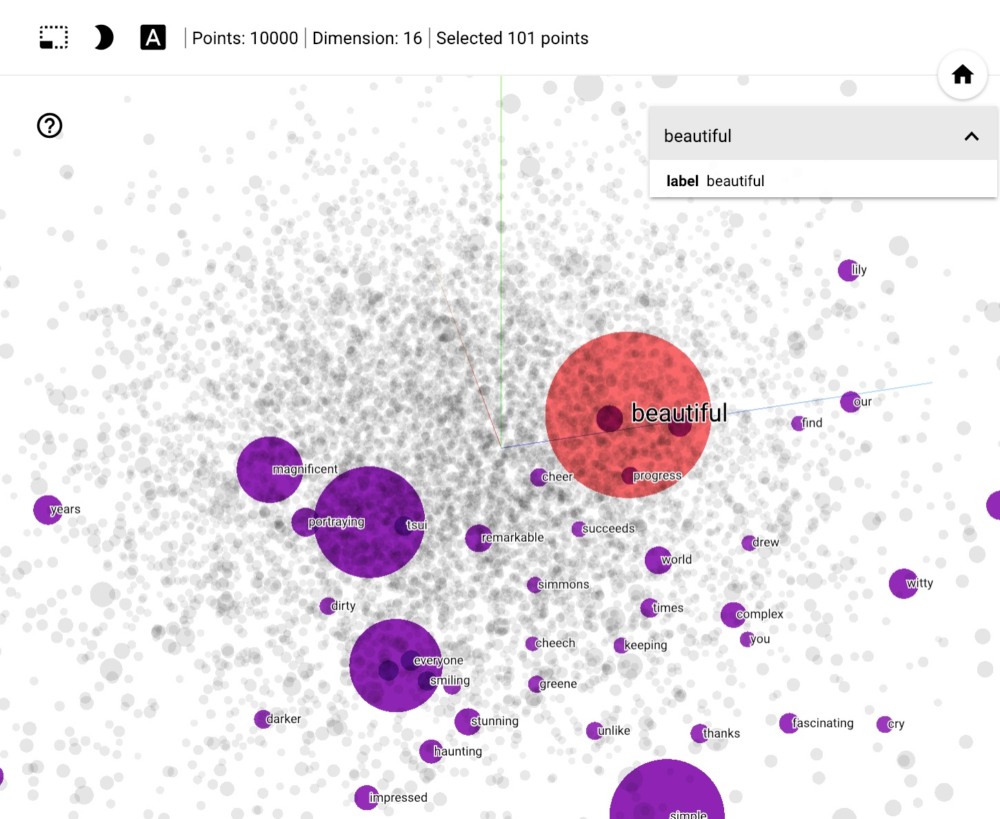 A | Points: 10000 | Dimension: 16 | Selected 101 points
beautiful
label beautiful
lily
our
beautiful
find
magnificent
cheer
progress
years
portraying
tsui
succeeds
remarkable
drew
world
simmons
witty
dirty
times
complex
you
cheech
keeping
everyone
smiling
greene
darker
stunning
fascinating
cry
unlike
thanks
haunting
impressed
simple